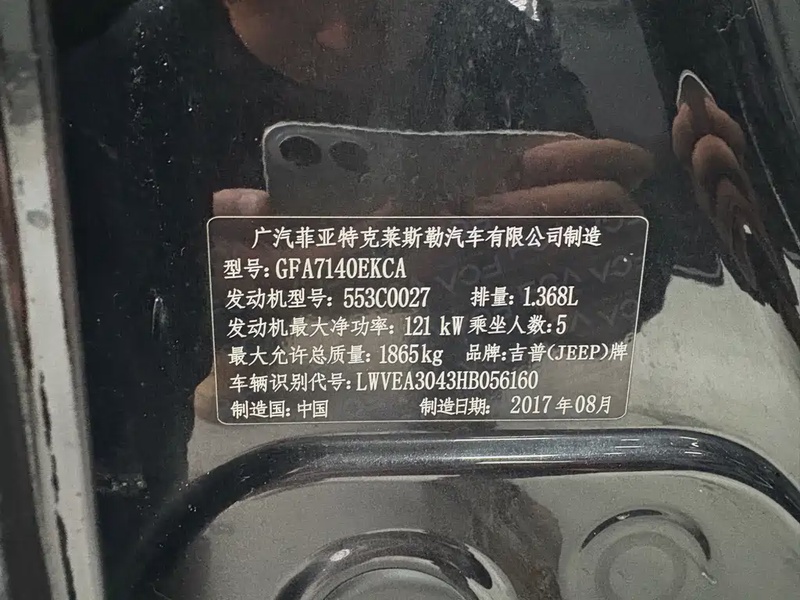 广汽菲亚特克莱斯勒汽车有限公司制造
型号: GFA7140EKCA
发动机型号: 553C0027 排量: 1.368L
发动机最大净功率: 121 kW 乘坐人数: 5
最大允许总质量: 1865kg 品牌: 吉普(JEEP)牌
车辆识别代号: LWVEA3043HB056160
制造国: 中国 制造日期: 2017年08月